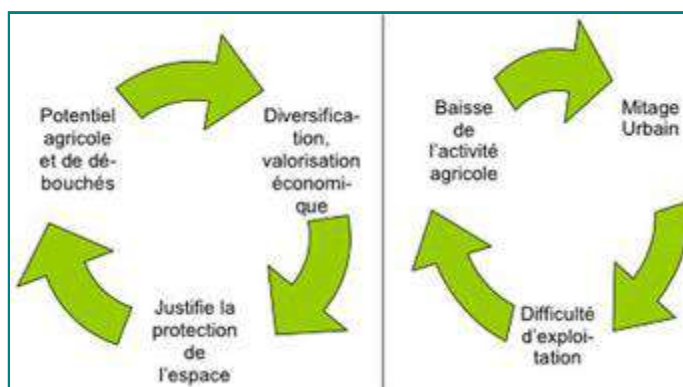 Potentiel
agricole
et de dé-
bouchés
Diversifica-
tion,
valorisation
économi-
que
Justifie la
protection
de
l'espace
Baisse
de
l'activité
agricole
Mitage
Urbain
Difficulté
d'exploi-
tation